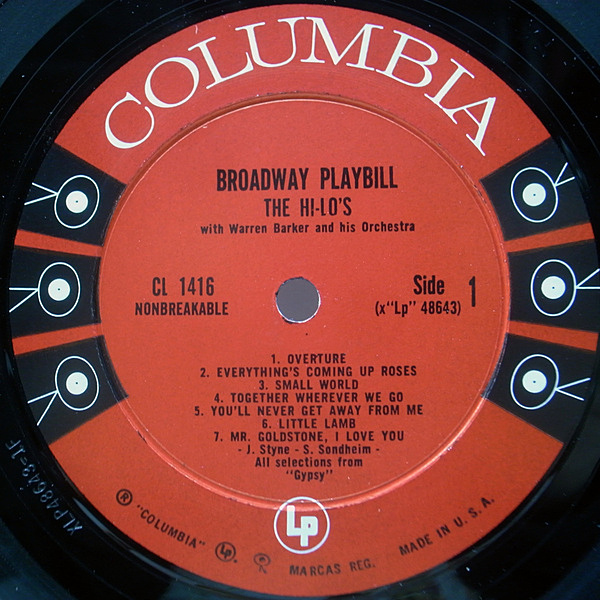 COLUMBIA
BROADWAY PLAYBILL
THE HI-LO'S
with Warren Barker and his Orchestra
CL 1416
NONBREAKABLE
Side 1
(x"Lp" 48643)
1. OVERTURE
2. EVERYTHING'S COMING UP ROSES
3. SMALL WORLD
4. TOGETHER WHEREVER WE GO
5. YOU'LL NEVER GET AWAY FROM ME
6. LITTLE LAMB
7. MR. GOLDSTONE, I LOVE YOU
- J. Styne - S. Sondheim -
All selections from
"Gypsy"
Lp
® "COLUMBIA" Lp ® MARCAS REG. MADE IN U. S. A.
XLP48643-1F